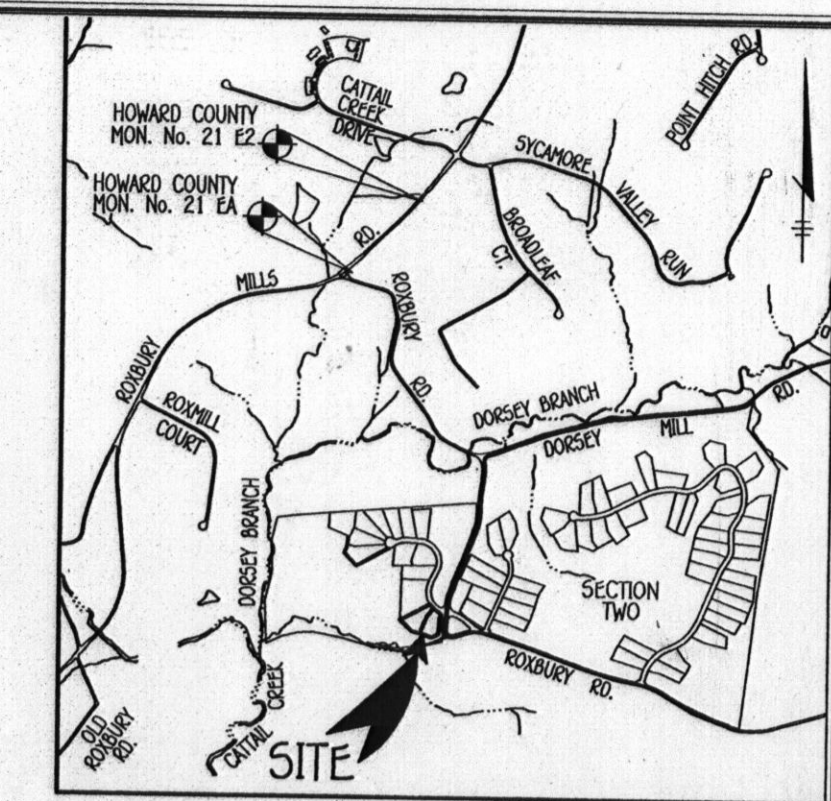 CATTAIL
CREEK
DRIVE
POINT HITCH RD.
HOWARD COUNTY
MON. No. 21 E2
HOWARD COUNTY
MON. No. 21 EA
SYCAMORE
VALLEY
RUN
BROADLEAF
CT.
RD.
MILLS
ROXBURY
ROXBURY
RD.
ROXMILL
COURT
DORSEY BRANCH
DORSEY
MILL
RD.
DORSEY BRANCH
SECTION
TWO
ROXBURY RD.
CREEK
CATTAIL
OLD
ROXBURY
RD.
SITE